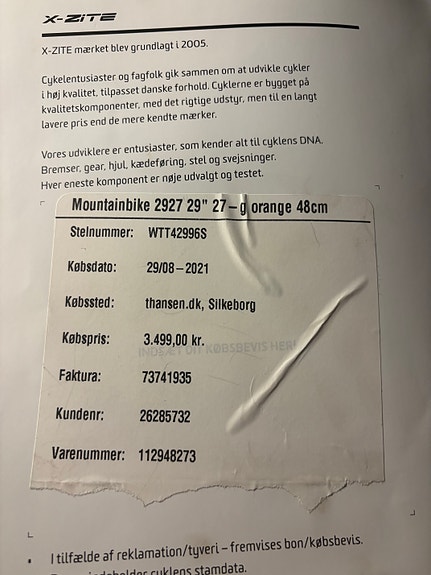 X-ZITE
X-ZITE mærket blev grundlagt i 2005.
Cykelentusiaster og fagfolk gik sammen om at udvikle cykler
i høj kvalitet, tilpasset danske forhold. Cyklerne er bygget på
kvalitetskomponenter, med det rigtige udstyr, men til en langt
lavere pris end de mere kendte mærker.
Vores udviklere er entusiaster, som kender alt til cyklens DNA.
Bremser, gear, hjul, kædeføring, stel og svejsninger.
Hver eneste komponent er nøje udvalgt og testet.
Mountainbike 2927 29" 27-g orange 48cm
Stelnummer: WTT42996S
Købsdato: 29/08-2021
Købssted: thansen.dk, Silkeborg
Købspris: 3.499,00 kr.
INDSÆT DIT KØBSBEVIS HER!
Faktura: 73741935
Kundenr: 26285732
Varenummer: 112948273
• I tilfælde af reklamation/tyveri – fremvises bon/købsbevis.
indeholder cyklens stamdata.